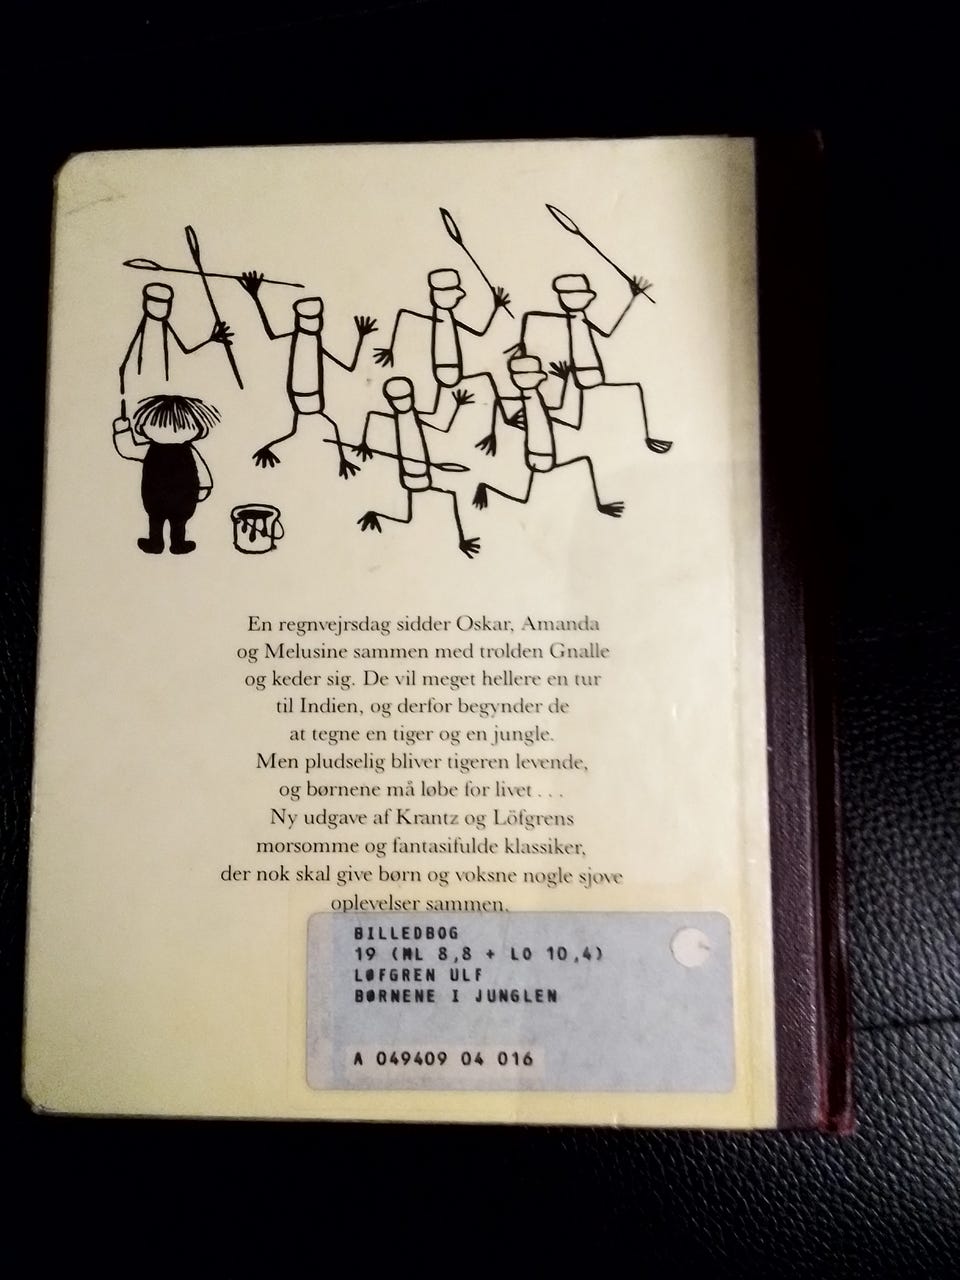 En regnvejrsdag sidder Oskar, Amanda
og Melusine sammen med trolden Gnalle
og keder sig. De vil meget hellere en tur
til Indien, og derfor begynder de
at tegne en tiger og en jungle.
Men pludselig bliver tigeren levende,
og børnene må løbe for livet . . .
Ny udgave af Krantz og Löfgrens
morsomme og fantasifulde klassiker,
der nok skal give børn og voksne nogle sjove
oplevelser sammen.
BILLEDBOG
19 (ML 8,8 + LO 10,4)
LØFGREN ULF
BØRNENE I JUNGLEN
A 049409 04 016